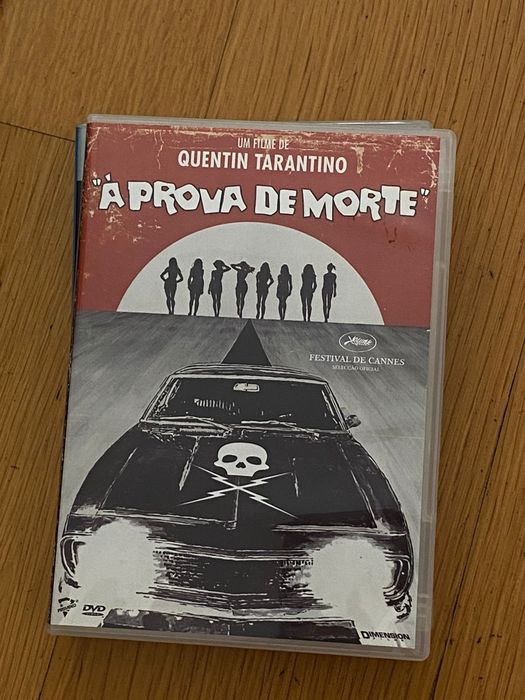 UM FILME DE
QUENTIN TARANTINO
"À PROVA DE MORTE"
FESTIVAL DE CANNES
SELECÇÃO OFICIAL
DVD
DIMENSION